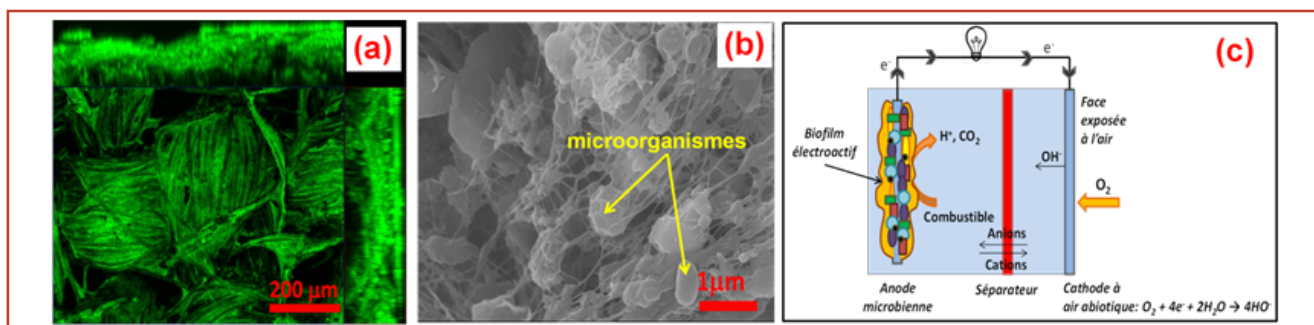 (a)
200 µm
(b)
microorganismes
1µm
(c)
e-
e-
Biofilm
électroactif
H+, CO2
Combustible
Anions
Cations
OH-
Face
exposée
à l'air
O2
Anode
microbienne
Séparateur
Cathode à
air abiotique: O2 + 4e- + 2H2O → 4HO-